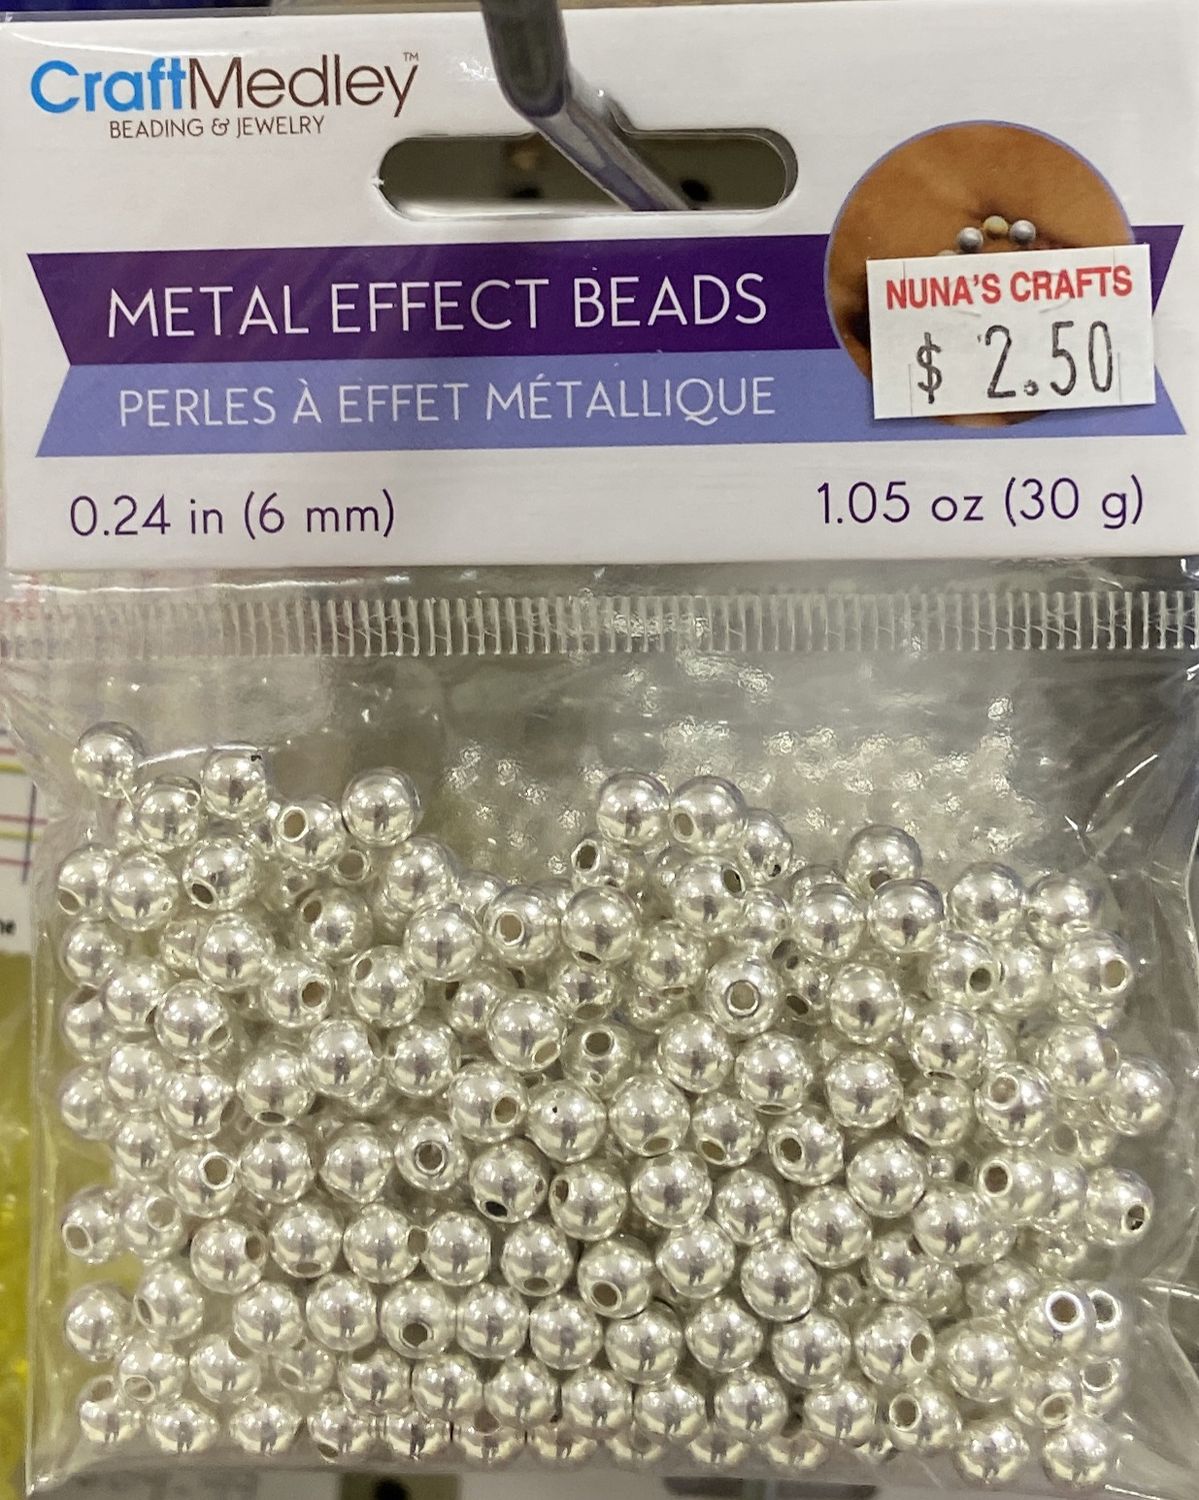 CraftMedley™
BEADING & JEWELRY
METAL EFFECT BEADS
PERLES À EFFET MÉTALLIQUE
NUNA'S CRAFTS
$ 2.50
0.24 in (6 mm)
1.05 oz (30 g)